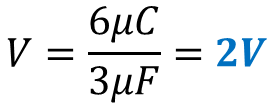 V = 6μC / 3μF = 2V